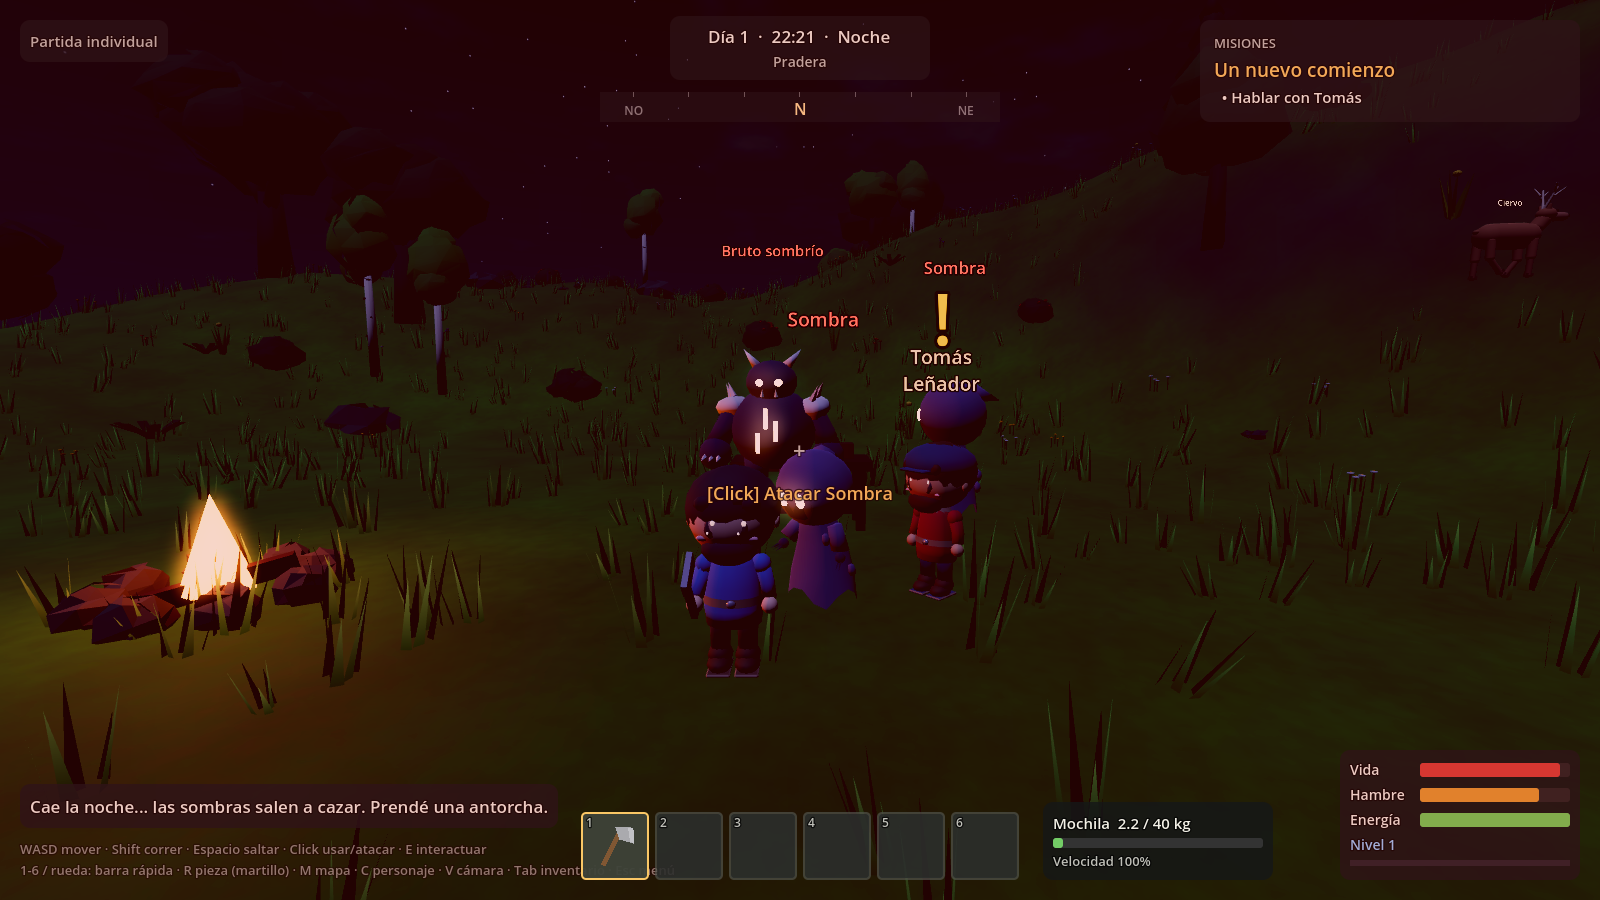 Partida individual
Día 1 · 22:21 · Noche
Pradera
NO N NE
MISIONES
Un nuevo comienzo
• Hablar con Tomás
Ciervo
Bruto sombrío
Sombra
Sombra
!
Tomás
Leñador
[Click] Atacar Sombra
Cae la noche... las sombras salen a cazar. Prendé una antorcha.
WASD mover · Shift correr · Espacio saltar · Click usar/atacar · E interactuar
1-6 / rueda: barra rápida · R pieza (martillo) · M mapa · C personaje · V cámara · Tab
1 2 3 4 5 6
Mochila 2.2 / 40 kg
Velocidad 100%
Vida
Hambre
Energía
Nivel 1